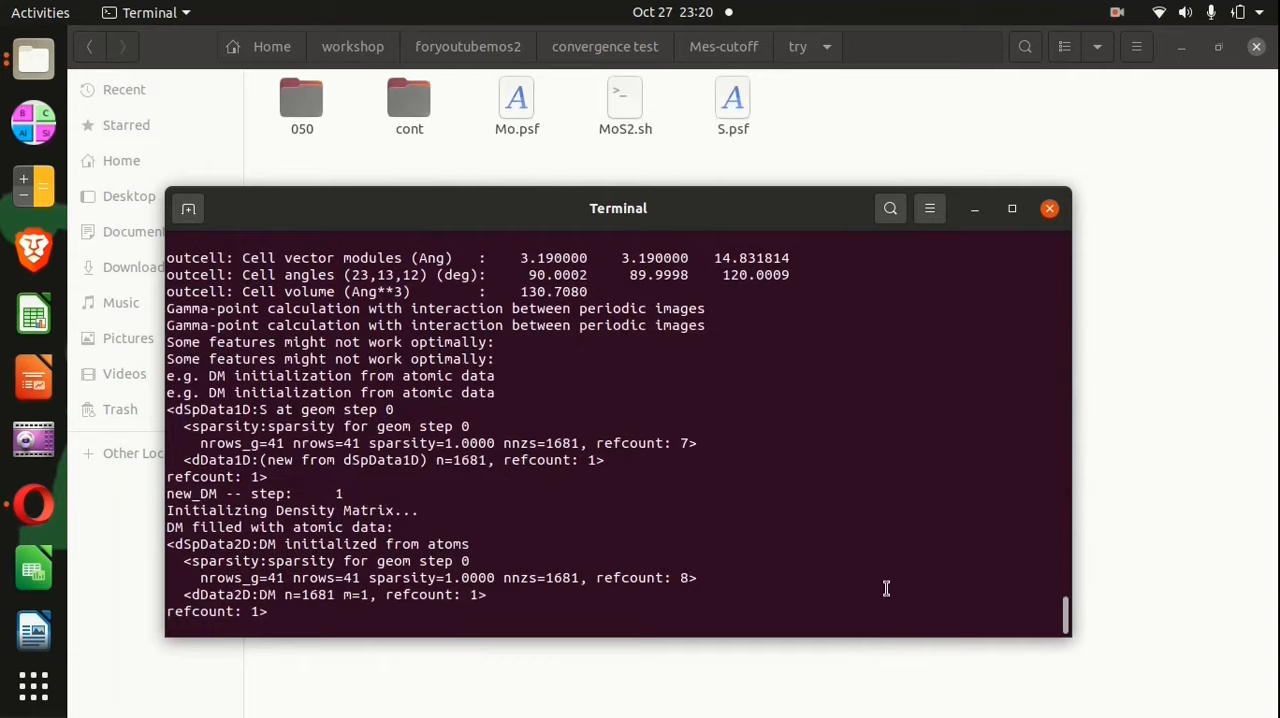 Activities Terminal Oct 27 23:20
Home workshop foryoutubemos2 convergence test Mes-cutoff try
Recent
Starred
Home
Desktop
Documen
Download
Music
Pictures
Videos
Trash
Other Loc
050 cont Mo.psf MoS2.sh S.psf
Terminal
outcell: Cell vector modules (Ang)   :    3.190000    3.190000   14.831814
outcell: Cell angles (23,13,12) (deg):     90.0002     89.9998    120.0009
outcell: Cell volume (Ang**3)        :    130.7080
Gamma-point calculation with interaction between periodic images
Gamma-point calculation with interaction between periodic images
Some features might not work optimally:
Some features might not work optimally:
e.g. DM initialization from atomic data
e.g. DM initialization from atomic data
<dSpData1D:S at geom step 0
  <sparsity:sparsity for geom step 0
    nrows_g=41 nrows=41 sparsity=1.0000 nnzs=1681, refcount: 7>
  <dData1D:(new from dSpData1D) n=1681, refcount: 1>
refcount: 1>
new_DM -- step:     1
Initializing Density Matrix...
DM filled with atomic data:
<dSpData2D:DM initialized from atoms
  <sparsity:sparsity for geom step 0
    nrows_g=41 nrows=41 sparsity=1.0000 nnzs=1681, refcount: 8>
  <dData2D:DM n=1681 m=1, refcount: 1>
refcount: 1>
B C
Al Si